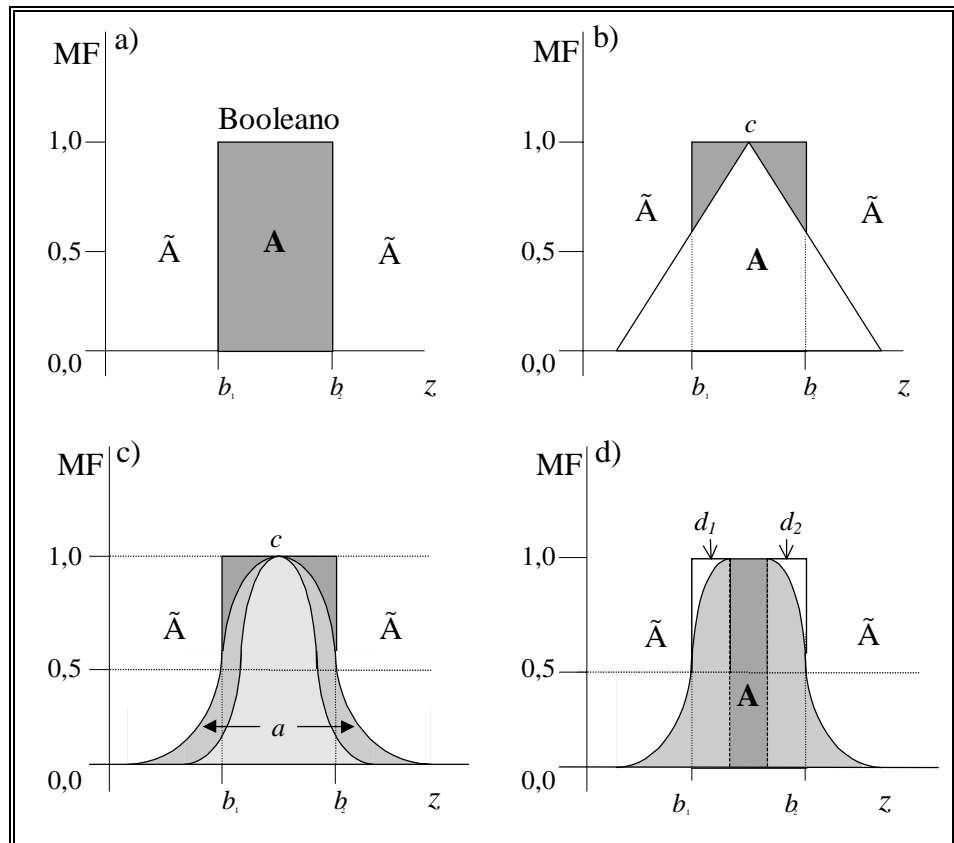 a)
MF
Booleano
1,0
Ã
A
Ã
0,5
0,0
b₁
b₂
z
b)
MF
c
1,0
Ã
Ã
A
0,5
0,0
b₁
b₂
z
c)
MF
c
1,0
Ã
Ã
0,5
a
0,0
b₁
b₂
z
d)
MF
d₁
d₂
1,0
Ã
Ã
0,5
A
0,0
b₁
b₂
z